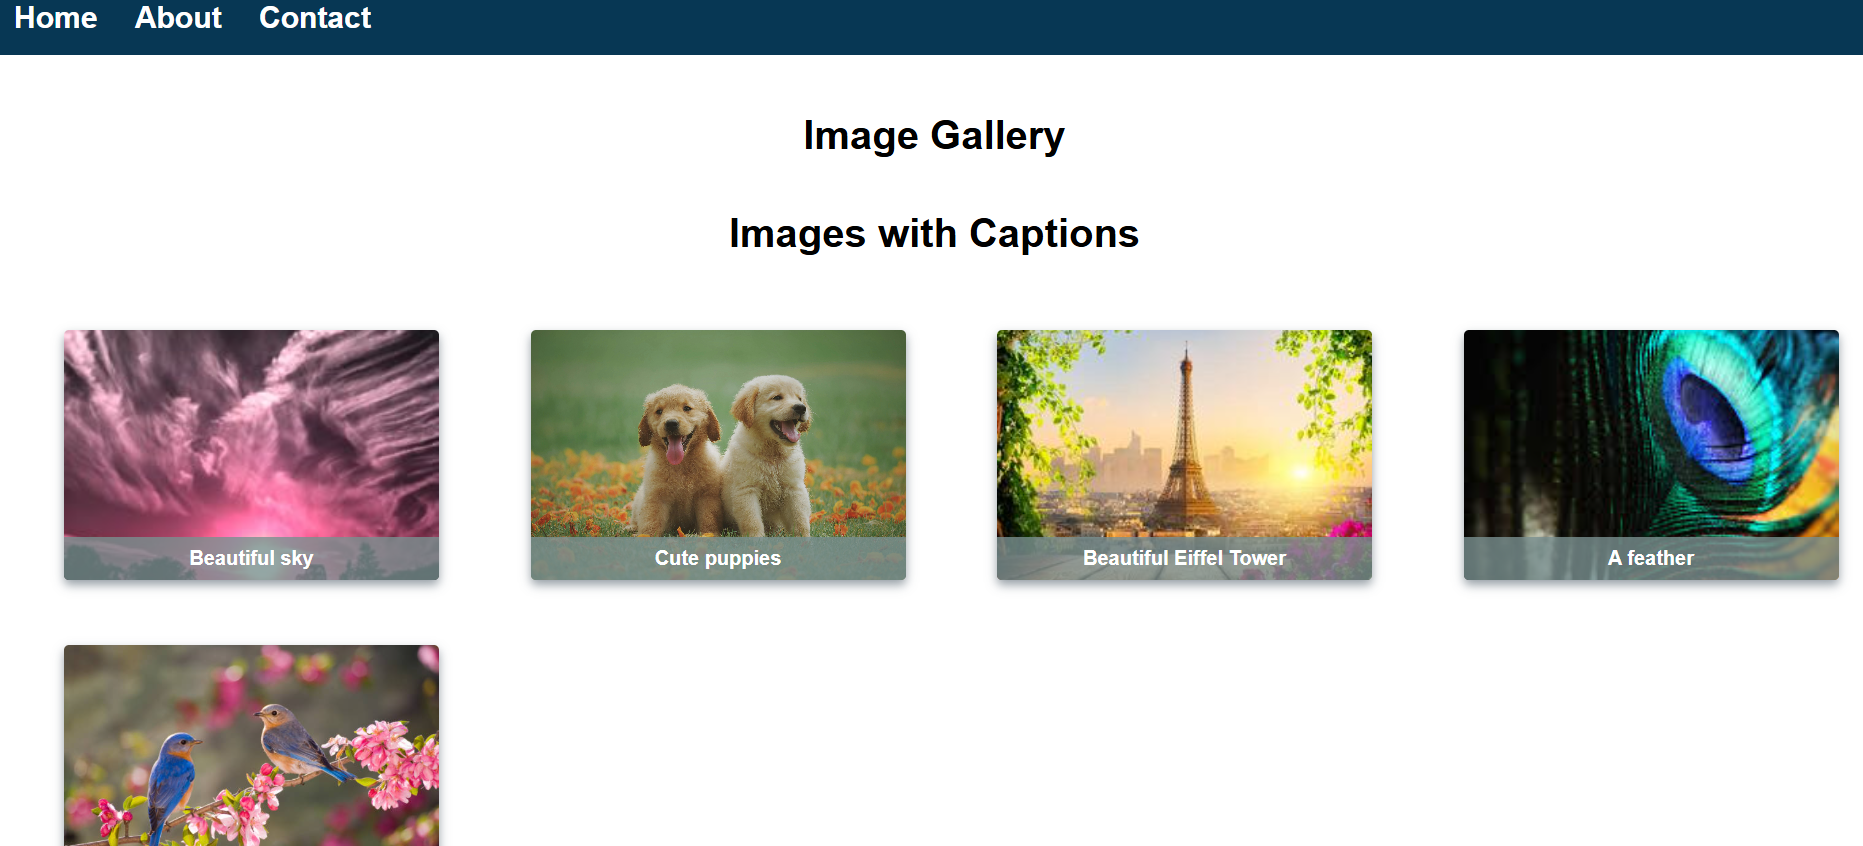 Home About Contact
Image Gallery
Images with Captions
Beautiful sky
Cute puppies
Beautiful Eiffel Tower
A feather